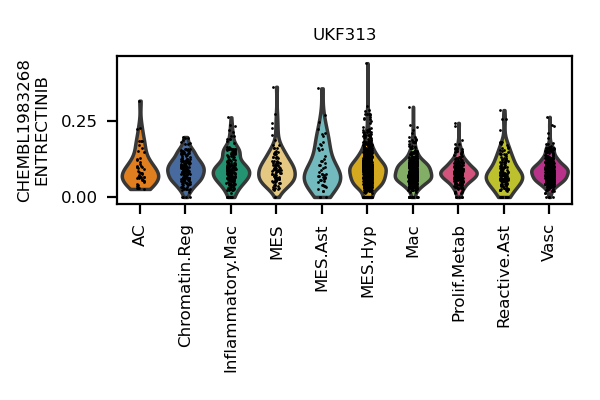 UKF313
CHEMBL1983268
ENTRECTINIB
0.25
0.00
AC
Chromatin.Reg
Inflammatory.Mac
MES
MES.Ast
MES.Hyp
Mac
Prolif.Metab
Reactive.Ast
Vasc